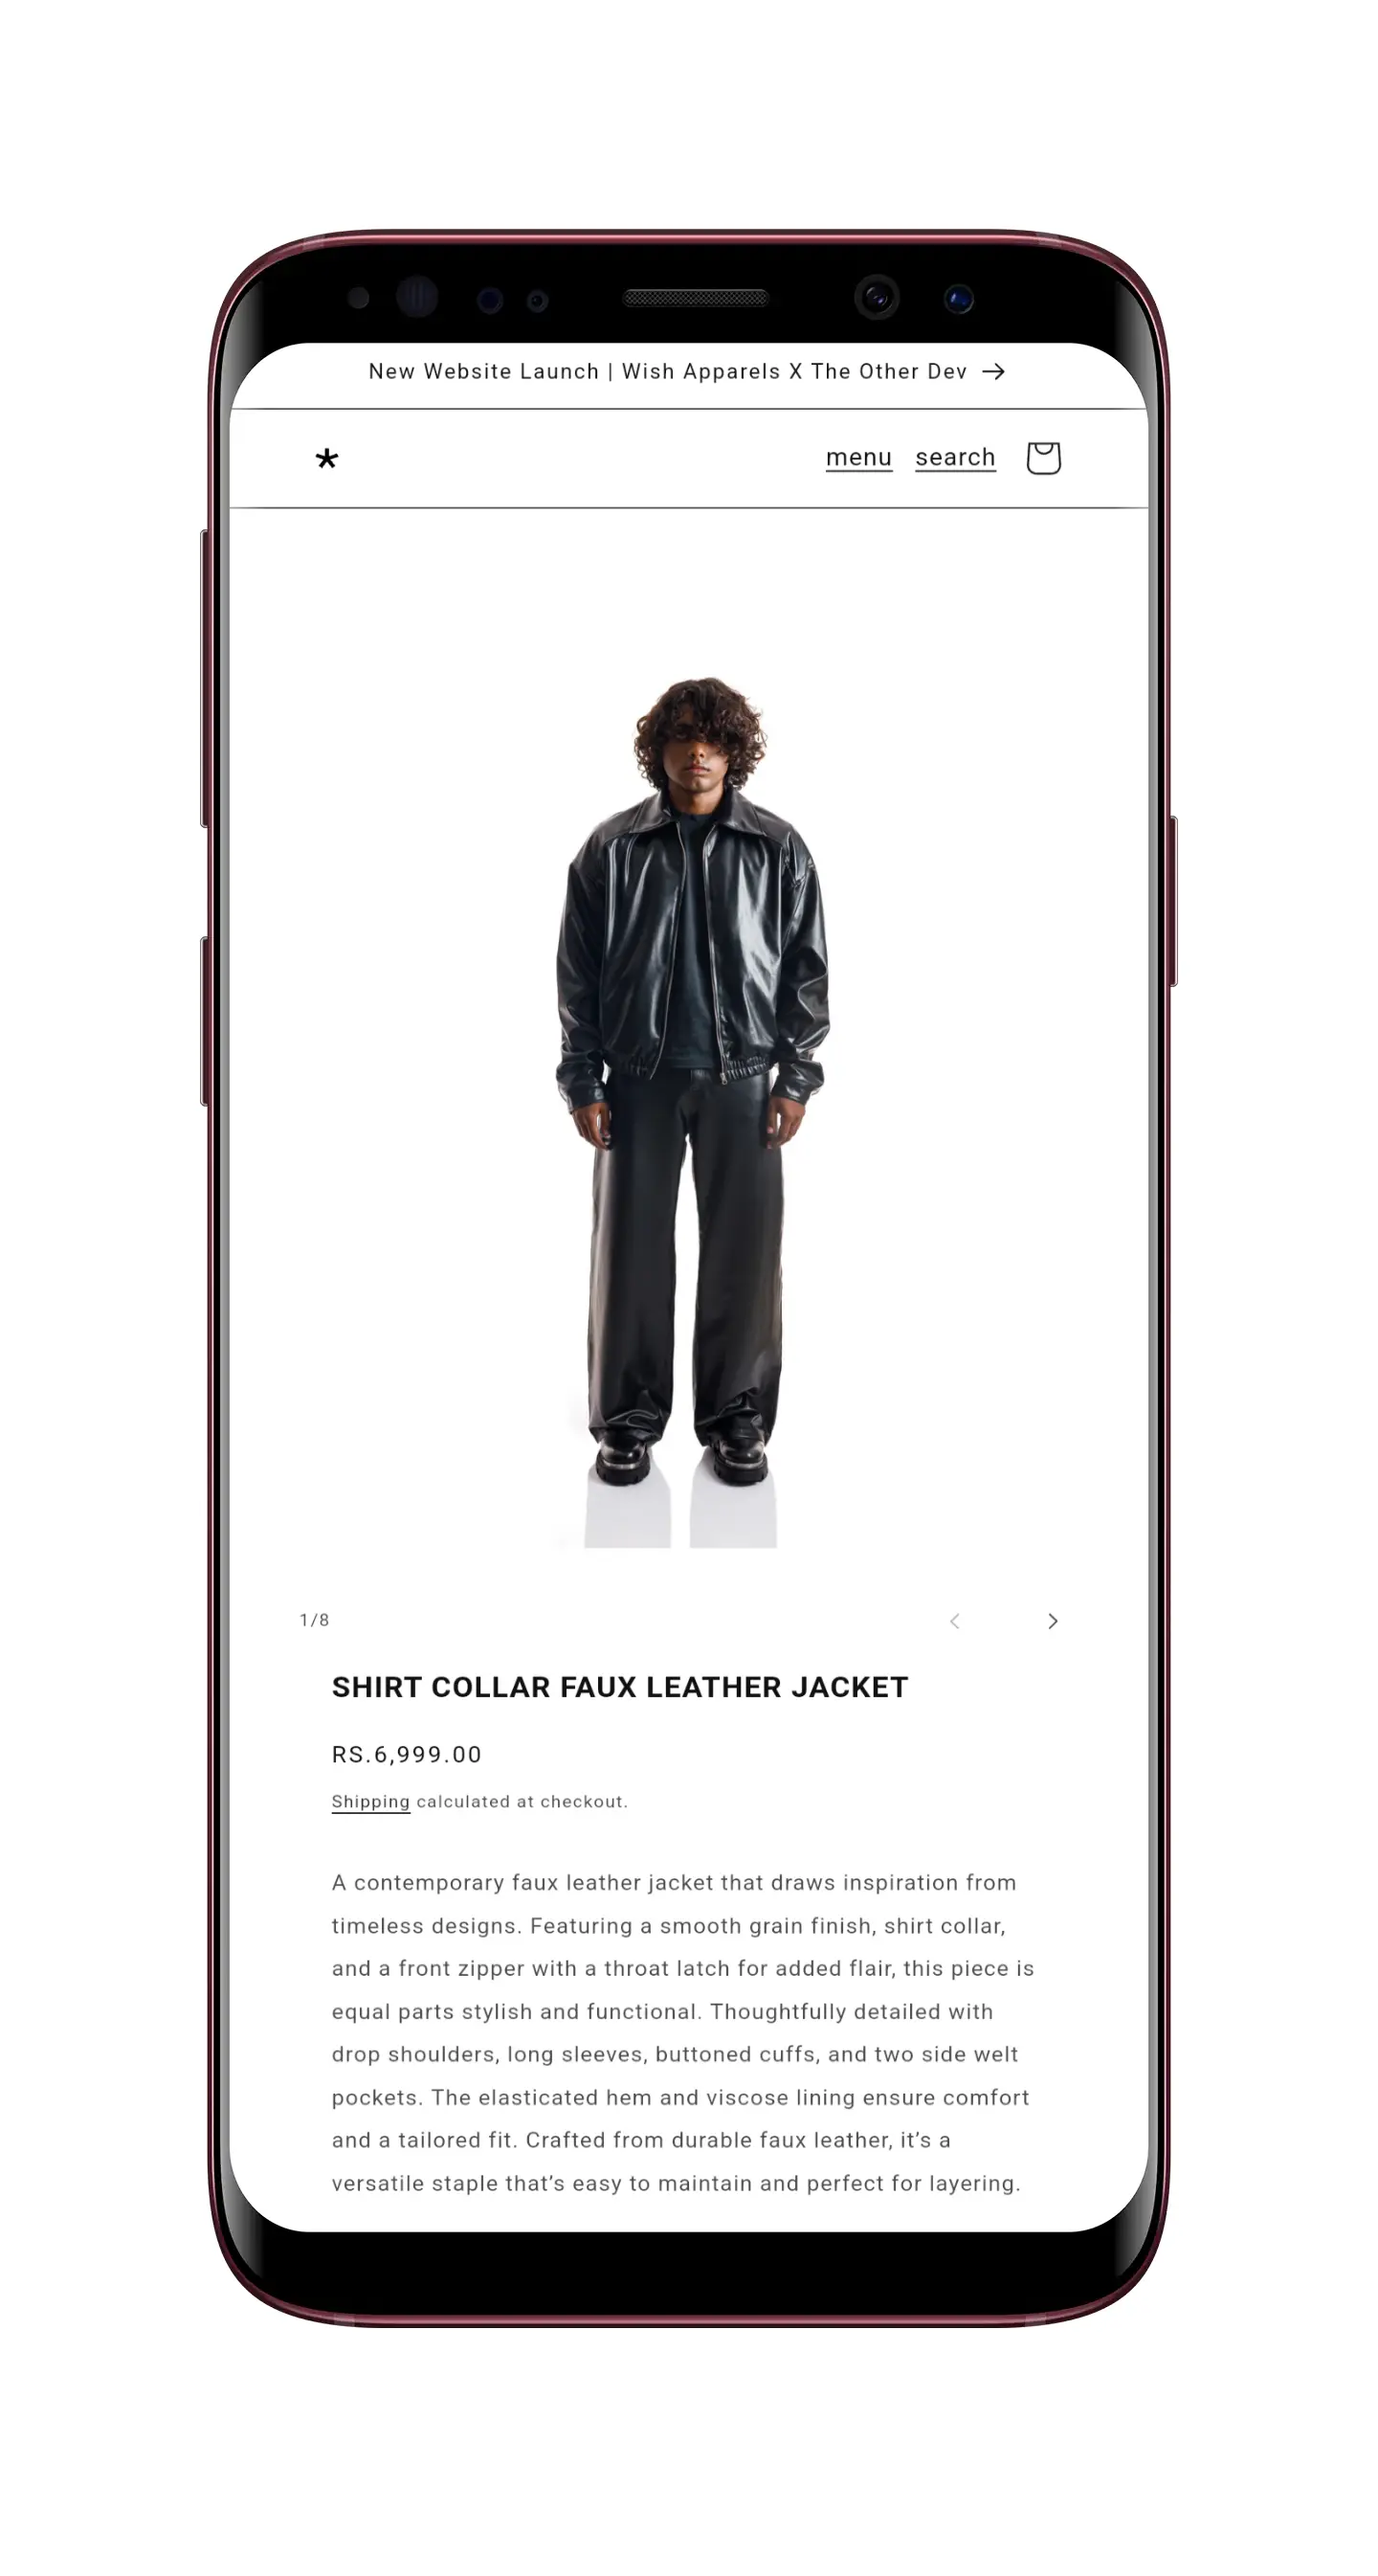 New Website Launch | Wish Apparels X The Other Dev →
*
menu search
1/8
SHIRT COLLAR FAUX LEATHER JACKET
RS.6,999.00
Shipping calculated at checkout.
A contemporary faux leather jacket that draws inspiration from
timeless designs. Featuring a smooth grain finish, shirt collar,
and a front zipper with a throat latch for added flair, this piece is
equal parts stylish and functional. Thoughtfully detailed with
drop shoulders, long sleeves, buttoned cuffs, and two side welt
pockets. The elasticated hem and viscose lining ensure comfort
and a tailored fit. Crafted from durable faux leather, it’s a
versatile staple that’s easy to maintain and perfect for layering.